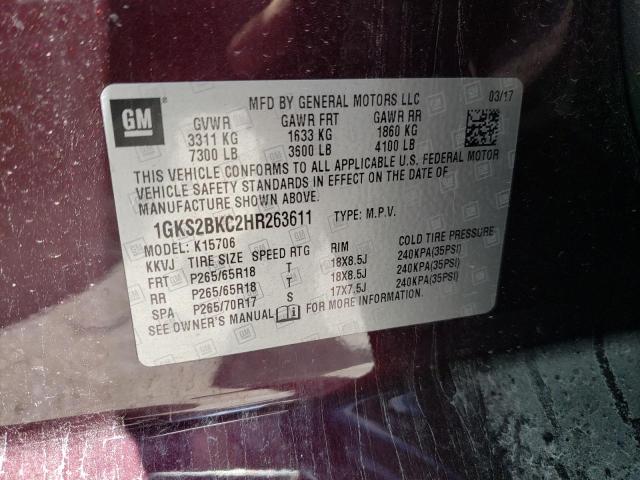 MFD BY GENERAL MOTORS LLC 03/17
GM ®
GVWR GAWR FRT GAWR RR
3311 KG 1633 KG 1860 KG
7300 LB 3600 LB 4100 LB
THIS VEHICLE CONFORMS TO ALL APPLICABLE U.S. FEDERAL MOTOR
VEHICLE SAFETY STANDARDS IN EFFECT ON THE DATE OF
MANUFACTURE SHOWN ABOVE.
1GKS2BKC2HR263611 TYPE: M.P.V.
MODEL: K15706
KKVJ TIRE SIZE SPEED RTG RIM COLD TIRE PRESSURE
FRT P265/65R18 T 18X8.5J 240KPA(35PSI)
RR P265/65R18 T 18X8.5J 240KPA(35PSI)
SPA P265/70R17 S 17X7.5J 240KPA(35PSI)
SEE OWNER'S MANUAL FOR MORE INFORMATION